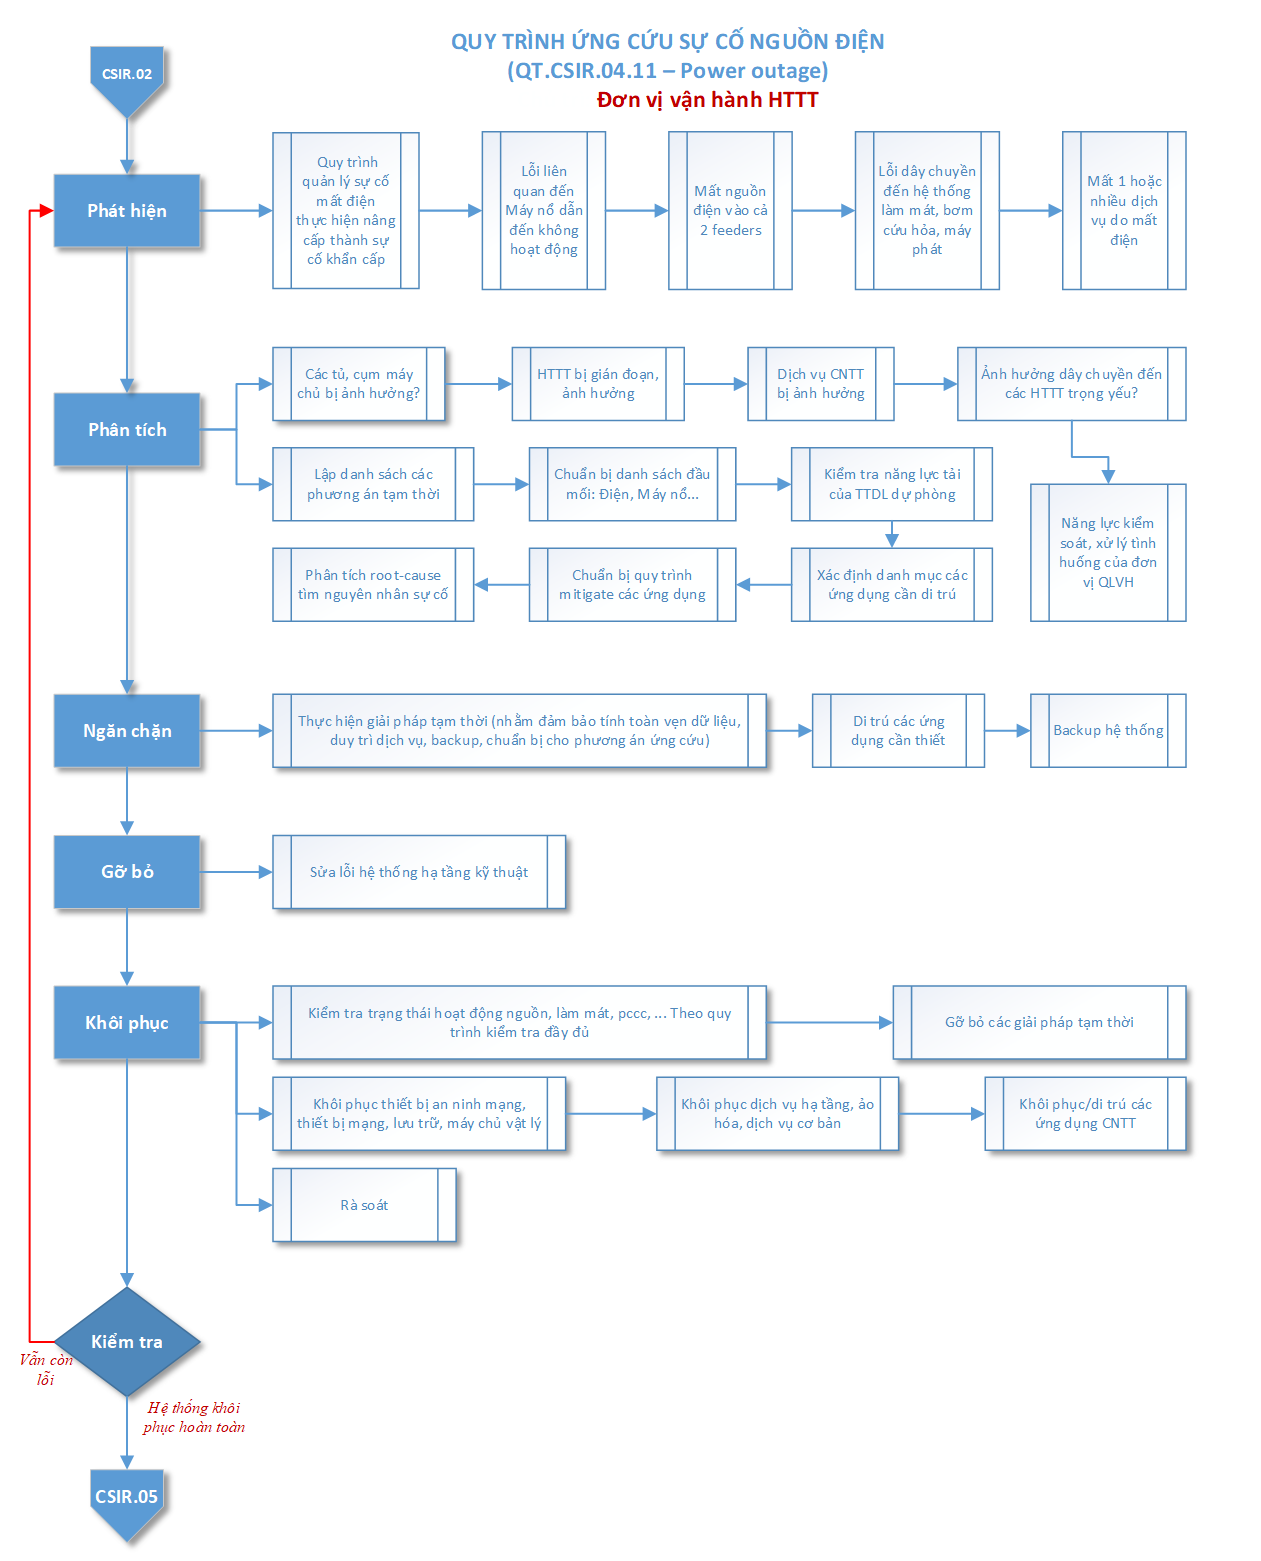 QUY TRÌNH ỨNG CỨU SỰ CỐ NGUỒN ĐIỆN
(QT.CSIR.04.11 – Power outage)
Đơn vị vận hành HTTT
CSIR.02
Phát hiện
Quy trình
quản lý sự cố
mất điện
thực hiện nâng
cấp thành sự
cố khẩn cấp
Lỗi liên
quan đến
Máy nổ dẫn
đến không
hoạt động
Mất nguồn
điện vào cả
2 feeders
Lỗi dây chuyền
đến hệ thống
làm mát, bơm
cứu hỏa, máy
phát
Mất 1 hoặc
nhiều dịch
vụ do mất
điện
Phân tích
Các tủ, cụm máy
chủ bị ảnh hưởng?
HTTT bị gián đoạn,
ảnh hưởng
Dịch vụ CNTT
bị ảnh hưởng
Ảnh hưởng dây chuyền đến
các HTTT trọng yếu?
Lập danh sách các
phương án tạm thời
Chuẩn bị danh sách đầu
mối: Điện, Máy nổ...
Kiểm tra năng lực tải
của TTDL dự phòng
Năng lực kiểm
soát, xử lý tình
huống của đơn
vị QLVH
Phân tích root-cause
tìm nguyên nhân sự cố
Chuẩn bị quy trình
mitigate các ứng dụng
Xác định danh mục các
ứng dụng cần di trú
Ngăn chặn
Thực hiện giải pháp tạm thời (nhằm đảm bảo tính toàn vẹn dữ liệu,
duy trì dịch vụ, backup, chuẩn bị cho phương án ứng cứu)
Di trú các ứng
dụng cần thiết
Backup hệ thống
Gỡ bỏ
Sửa lỗi hệ thống hạ tầng kỹ thuật
Khôi phục
Kiểm tra trạng thái hoạt động nguồn, làm mát, pccc, ... Theo quy
trình kiểm tra đầy đủ
Gỡ bỏ các giải pháp tạm thời
Khôi phục thiết bị an ninh mạng,
thiết bị mạng, lưu trữ, máy chủ vật lý
Khôi phục dịch vụ hạ tầng, ảo
hóa, dịch vụ cơ bản
Khôi phục/di trú các
ứng dụng CNTT
Rà soát
Kiểm tra
Vẫn còn
lỗi
Hệ thống khôi
phục hoàn toàn
CSIR.05